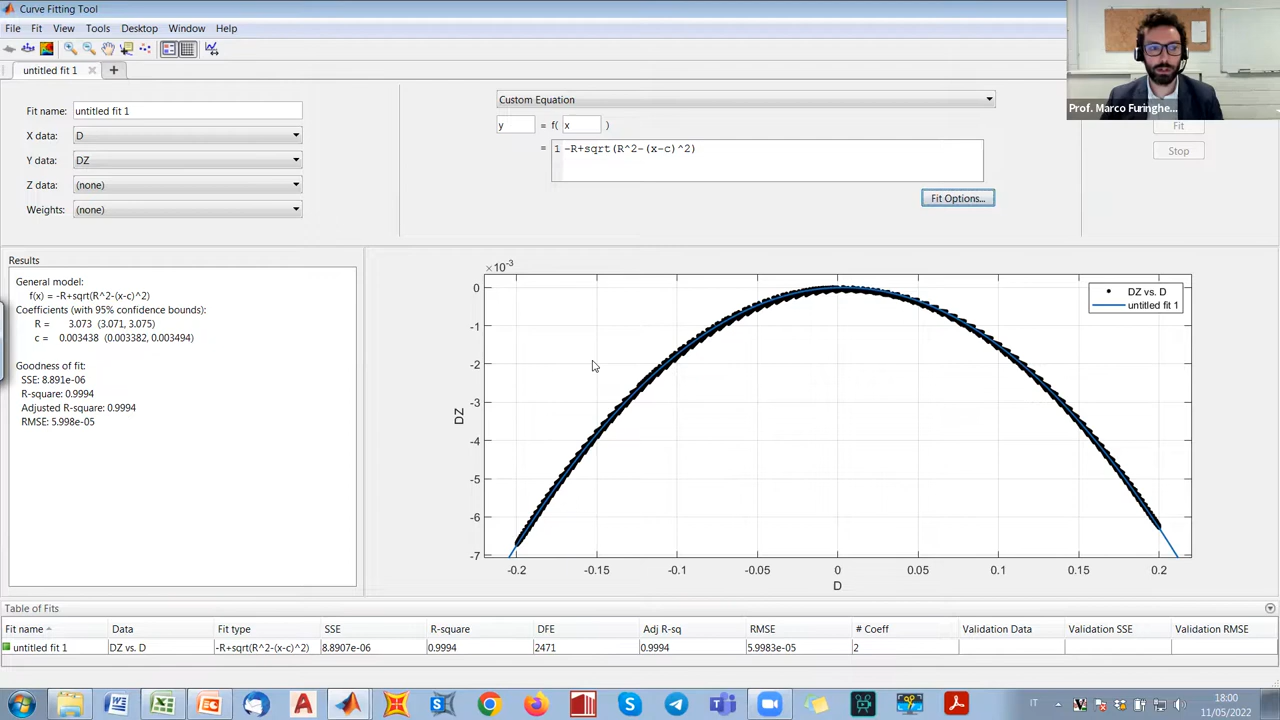 Curve Fitting Tool
File Fit View Tools Desktop Window Help
untitled fit 1
Fit name: untitled fit 1
X data: D
Y data: DZ
Z data: (none)
Weights: (none)
Custom Equation
y = f( x )
= 1 -R+sqrt(R^2-(x-c)^2)
Fit Options...
Fit
Stop
Prof. Marco Furinghe...
Results
General model:
f(x) = -R+sqrt(R^2-(x-c)^2)
Coefficients (with 95% confidence bounds):
R = 3.073 (3.071, 3.075)
c = 0.003438 (0.003382, 0.003494)
Goodness of fit:
SSE: 8.891e-06
R-square: 0.9994
Adjusted R-square: 0.9994
RMSE: 5.998e-05
×10^-3
0
-1
-2
-3
-4
-5
-6
-7
DZ
-0.2 -0.15 -0.1 -0.05 0 0.05 0.1 0.15 0.2
D
DZ vs. D
untitled fit 1
Table of Fits
Fit name Data Fit type SSE R-square DFE Adj R-sq RMSE # Coeff Validation Data Validation SSE Validation RMSE
untitled fit 1 DZ vs. D -R+sqrt(R^2-(x-c)^2) 8.8907e-06 0.9994 2471 0.9994 5.9983e-05 2
IT
18:00
11/05/2022